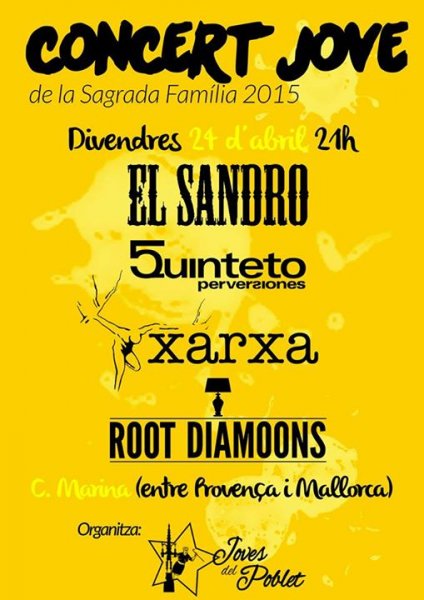 CONCERT JOVE
de la Sagrada Família 2015
Divendres 24 d'abril, 21h
EL SANDRO
5uinteto
perversiones
xarxa
ROOT DIAMOONS
C. Marina (entre Provença i Mallorca)
Organitza:
Joves
del
Poblet